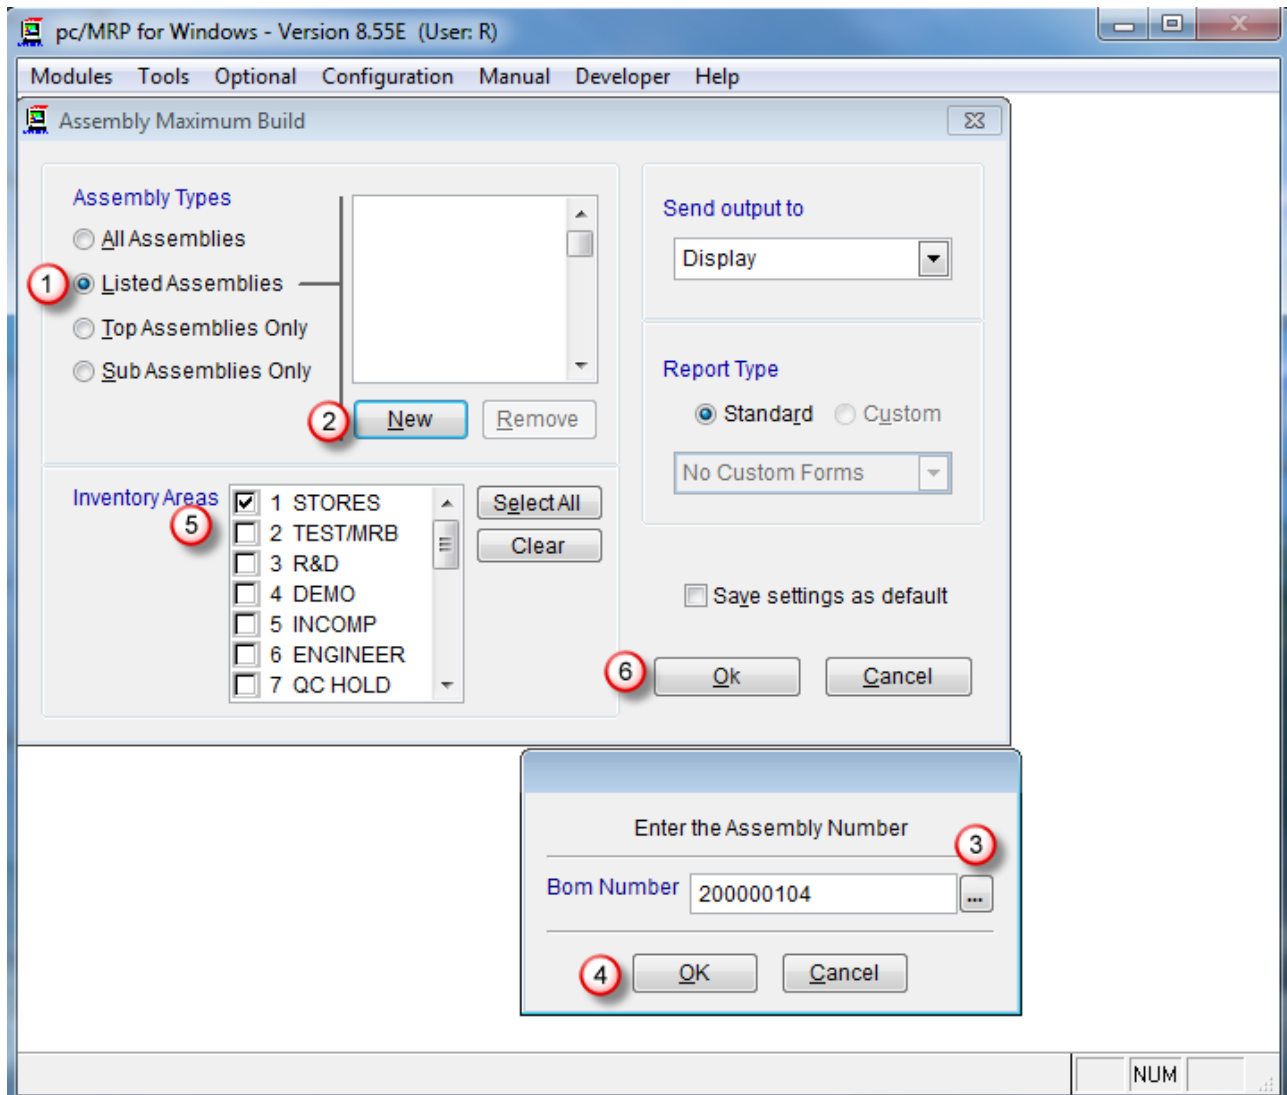 pc/MRP for Windows - Version 8.55E (User: R)
Modules Tools Optional Configuration Manual Developer Help
Assembly Maximum Build
Assembly Types
All Assemblies
1 Listed Assemblies
Top Assemblies Only
Sub Assemblies Only
2 New Remove
Send output to
Display
Report Type
Standard Custom
No Custom Forms
Inventory Areas
5
1 STORES
2 TEST/MRB
3 R&D
4 DEMO
5 INCOMP
6 ENGINEER
7 QC HOLD
Select All
Clear
Save settings as default
6 Ok Cancel
Enter the Assembly Number
3
Bom Number 200000104 ...
4 OK Cancel
NUM